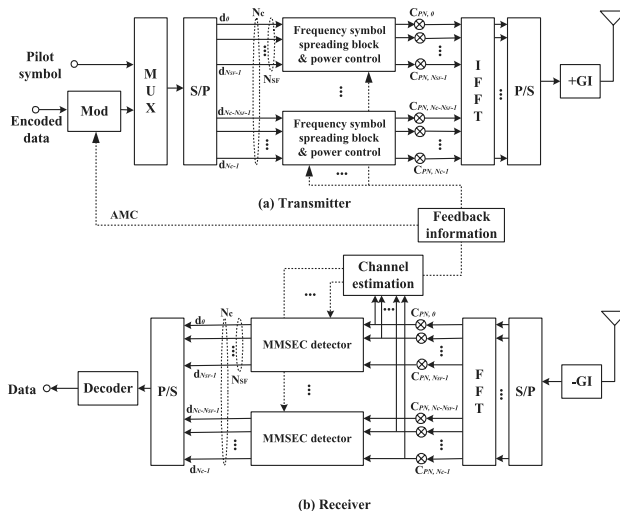 Pilot symbol
Encoded data
Mod
MUX
S/P
d0
Nc
NSF
dNSF-1
dNc-NSF-1
dNc-1
Frequency symbol
spreading block
& power control
Frequency symbol
spreading block
& power control
CPN, 0
CPN, NSF-1
CPN, Nc-NSF-1
CPN, Nc-1
IFFT
P/S
+GI
(a) Transmitter
AMC
Feedback
information
Channel
estimation
Data
Decoder
P/S
d0
Nc
NSF
dNSF-1
dNc-NSF-1
dNc-1
MMSEC detector
MMSEC detector
CPN, 0
CPN, NSF-1
CPN, Nc-NSF-1
CPN, Nc-1
FFT
S/P
-GI
(b) Receiver